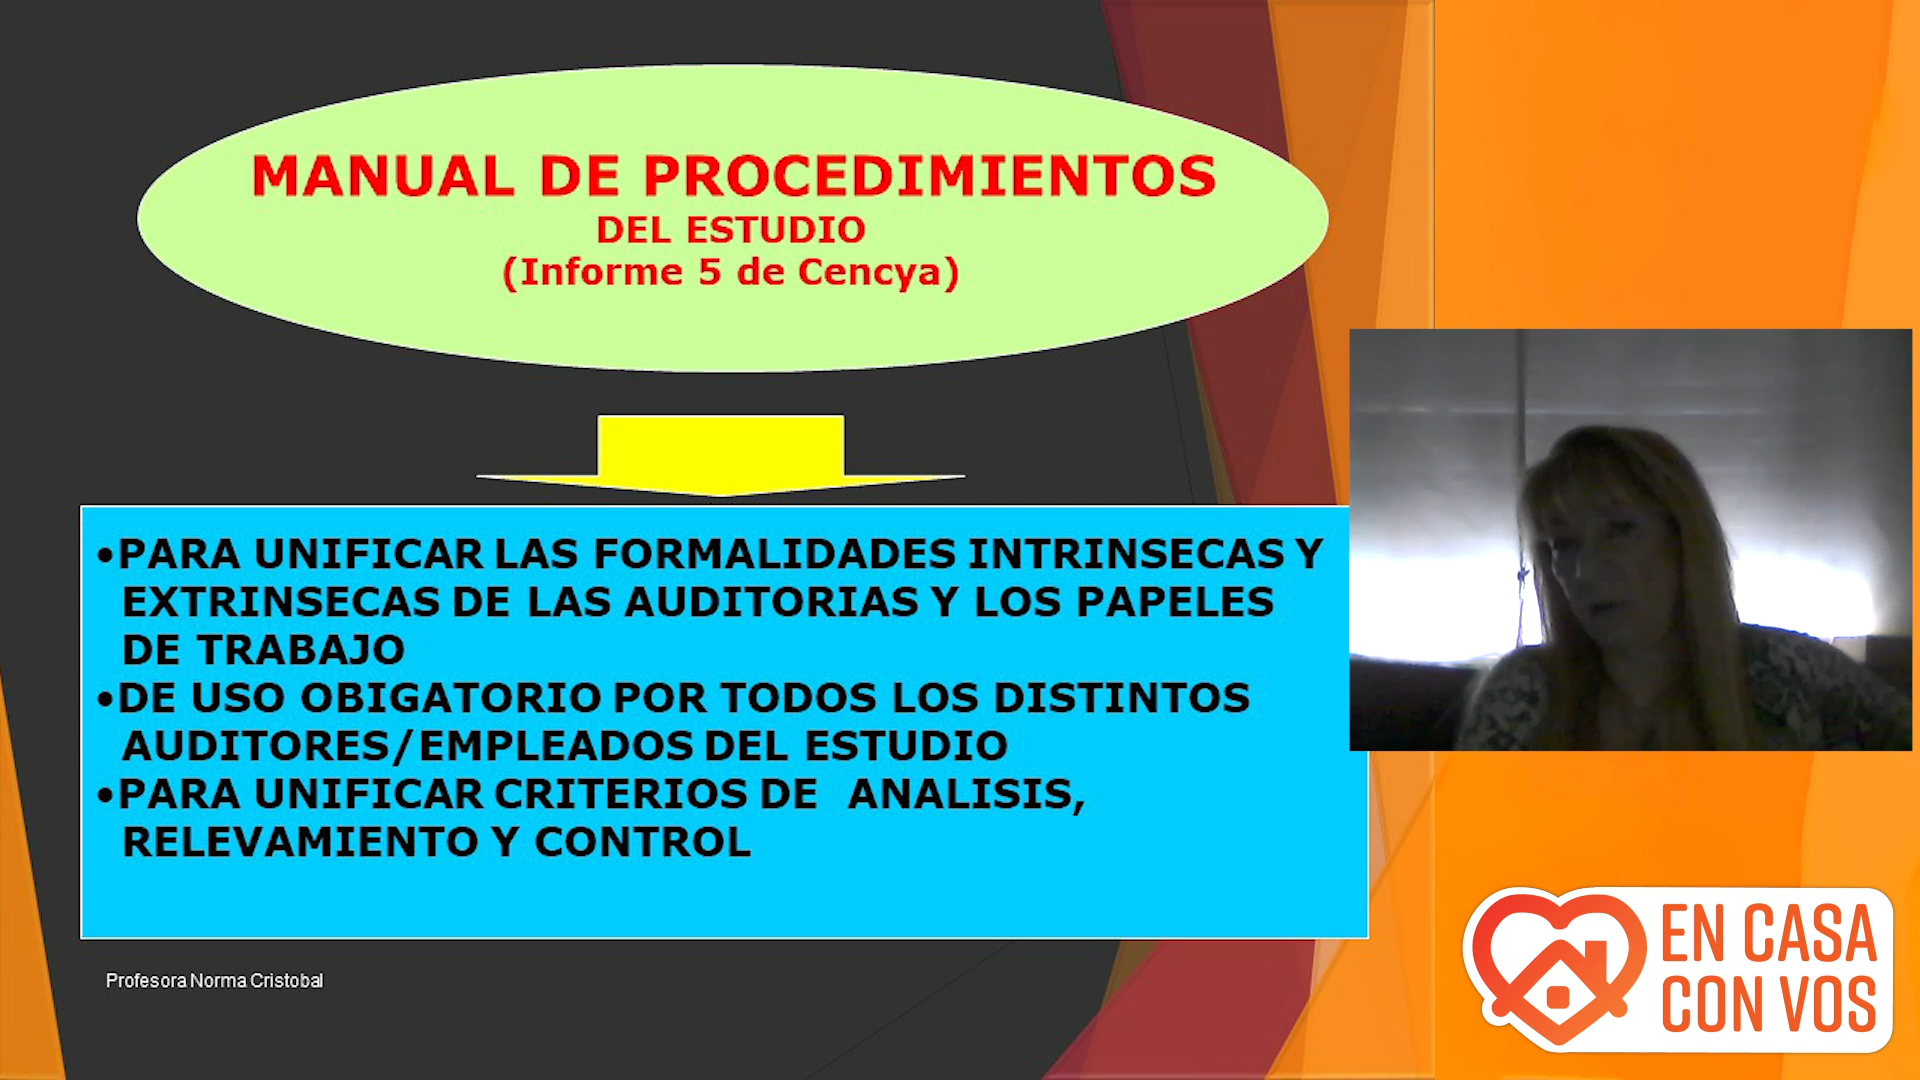 MANUAL DE PROCEDIMIENTOS
DEL ESTUDIO
(Informe 5 de Cencya)
•PARA UNIFICAR LAS FORMALIDADES INTRINSECAS Y
EXTRINSECAS DE LAS AUDITORIAS Y LOS PAPELES
DE TRABAJO
•DE USO OBIGATORIO POR TODOS LOS DISTINTOS
AUDITORES/EMPLEADOS DEL ESTUDIO
•PARA UNIFICAR CRITERIOS DE ANALISIS,
RELEVAMIENTO Y CONTROL
Profesora Norma Cristobal
EN CASA
CON VOS